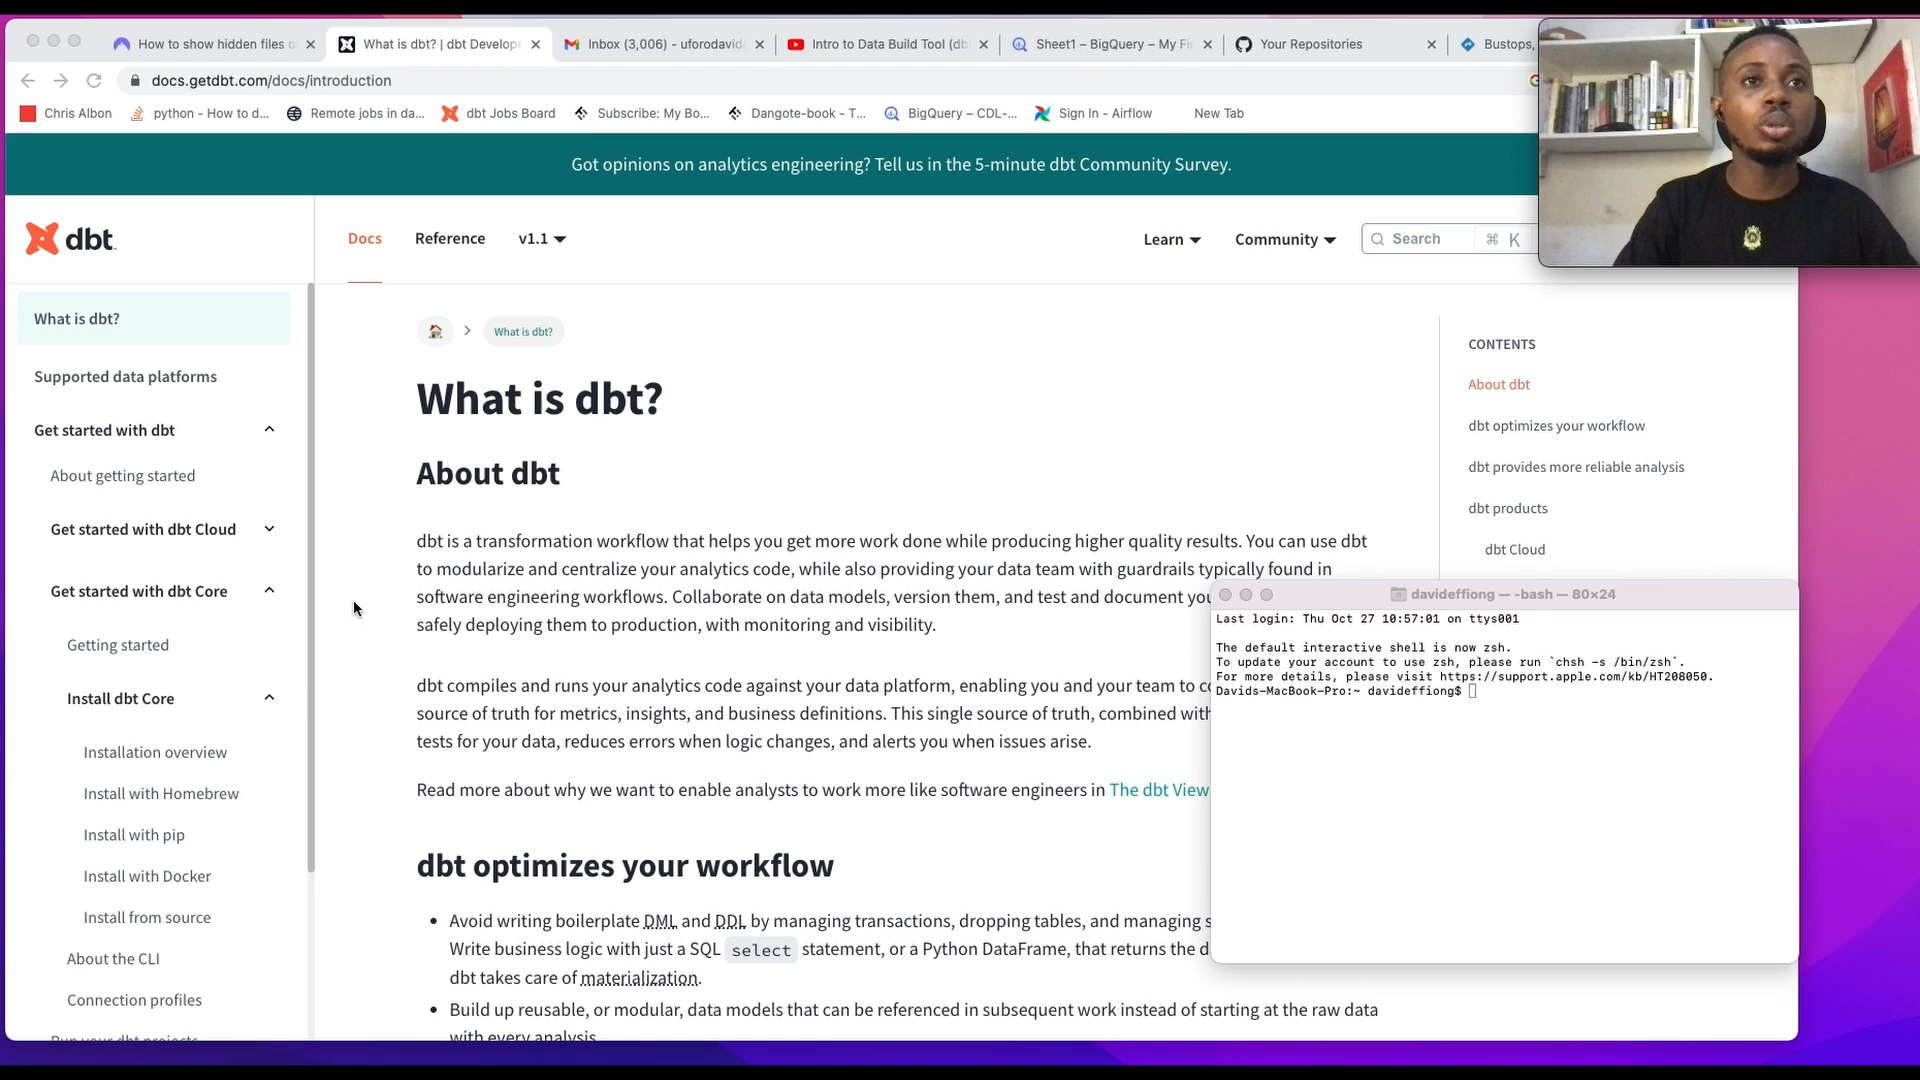 How to show hidden files o
What is dbt? | dbt Develope
Inbox (3,006) - uforodavid
Intro to Data Build Tool (db
Sheet1 – BigQuery – My Fi
Your Repositories
Bustops,
docs.getdbt.com/docs/introduction
Chris Albon
python - How to d...
Remote jobs in da...
dbt Jobs Board
Subscribe: My Bo...
Dangote-book - T...
BigQuery – CDL-...
Sign In - Airflow
New Tab
Got opinions on analytics engineering? Tell us in the 5-minute dbt Community Survey.
dbt
Docs
Reference
v1.1
Learn
Community
Search
⌘ K
What is dbt?
Supported data platforms
Get started with dbt
About getting started
Get started with dbt Cloud
Get started with dbt Core
Getting started
Install dbt Core
Installation overview
Install with Homebrew
Install with pip
Install with Docker
Install from source
About the CLI
Connection profiles
Run your dbt projects
What is dbt?
What is dbt?
About dbt
dbt is a transformation workflow that helps you get more work done while producing higher quality results. You can use dbt
to modularize and centralize your analytics code, while also providing your data team with guardrails typically found in
software engineering workflows. Collaborate on data models, version them, and test and document you
safely deploying them to production, with monitoring and visibility.
dbt compiles and runs your analytics code against your data platform, enabling you and your team to co
source of truth for metrics, insights, and business definitions. This single source of truth, combined with
tests for your data, reduces errors when logic changes, and alerts you when issues arise.
Read more about why we want to enable analysts to work more like software engineers in The dbt View
dbt optimizes your workflow
Avoid writing boilerplate DML and DDL by managing transactions, dropping tables, and managing s
Write business logic with just a SQL select statement, or a Python DataFrame, that returns the d
dbt takes care of materialization.
Build up reusable, or modular, data models that can be referenced in subsequent work instead of starting at the raw data
with every analysis.
CONTENTS
About dbt
dbt optimizes your workflow
dbt provides more reliable analysis
dbt products
dbt Cloud
davideffiong — -bash — 80×24
Last login: Thu Oct 27 10:57:01 on ttys001
The default interactive shell is now zsh.
To update your account to use zsh, please run `chsh -s /bin/zsh`.
For more details, please visit https://support.apple.com/kb/HT208050.
Davids-MacBook-Pro:~ davideffiong$